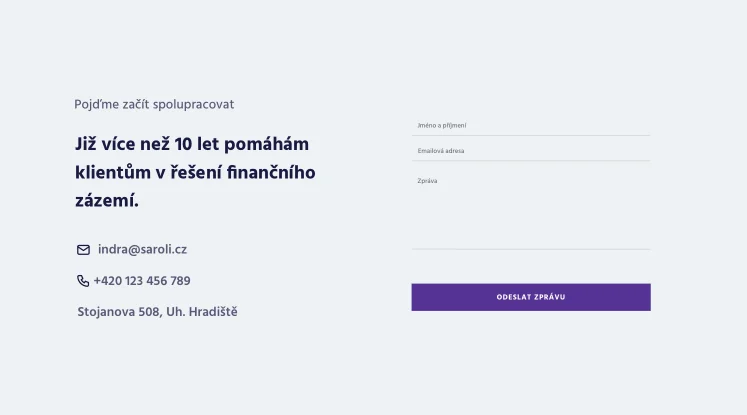 Pojďme začít spolupracovat
Již více než 10 let pomáhám
klientům v řešení finančního
zázemí.
indra@saroli.cz
+420 123 456 789
Stojanova 508, Uh. Hradiště
Jméno a příjmení
Emailová adresa
Zpráva
ODESLAT ZPRÁVU